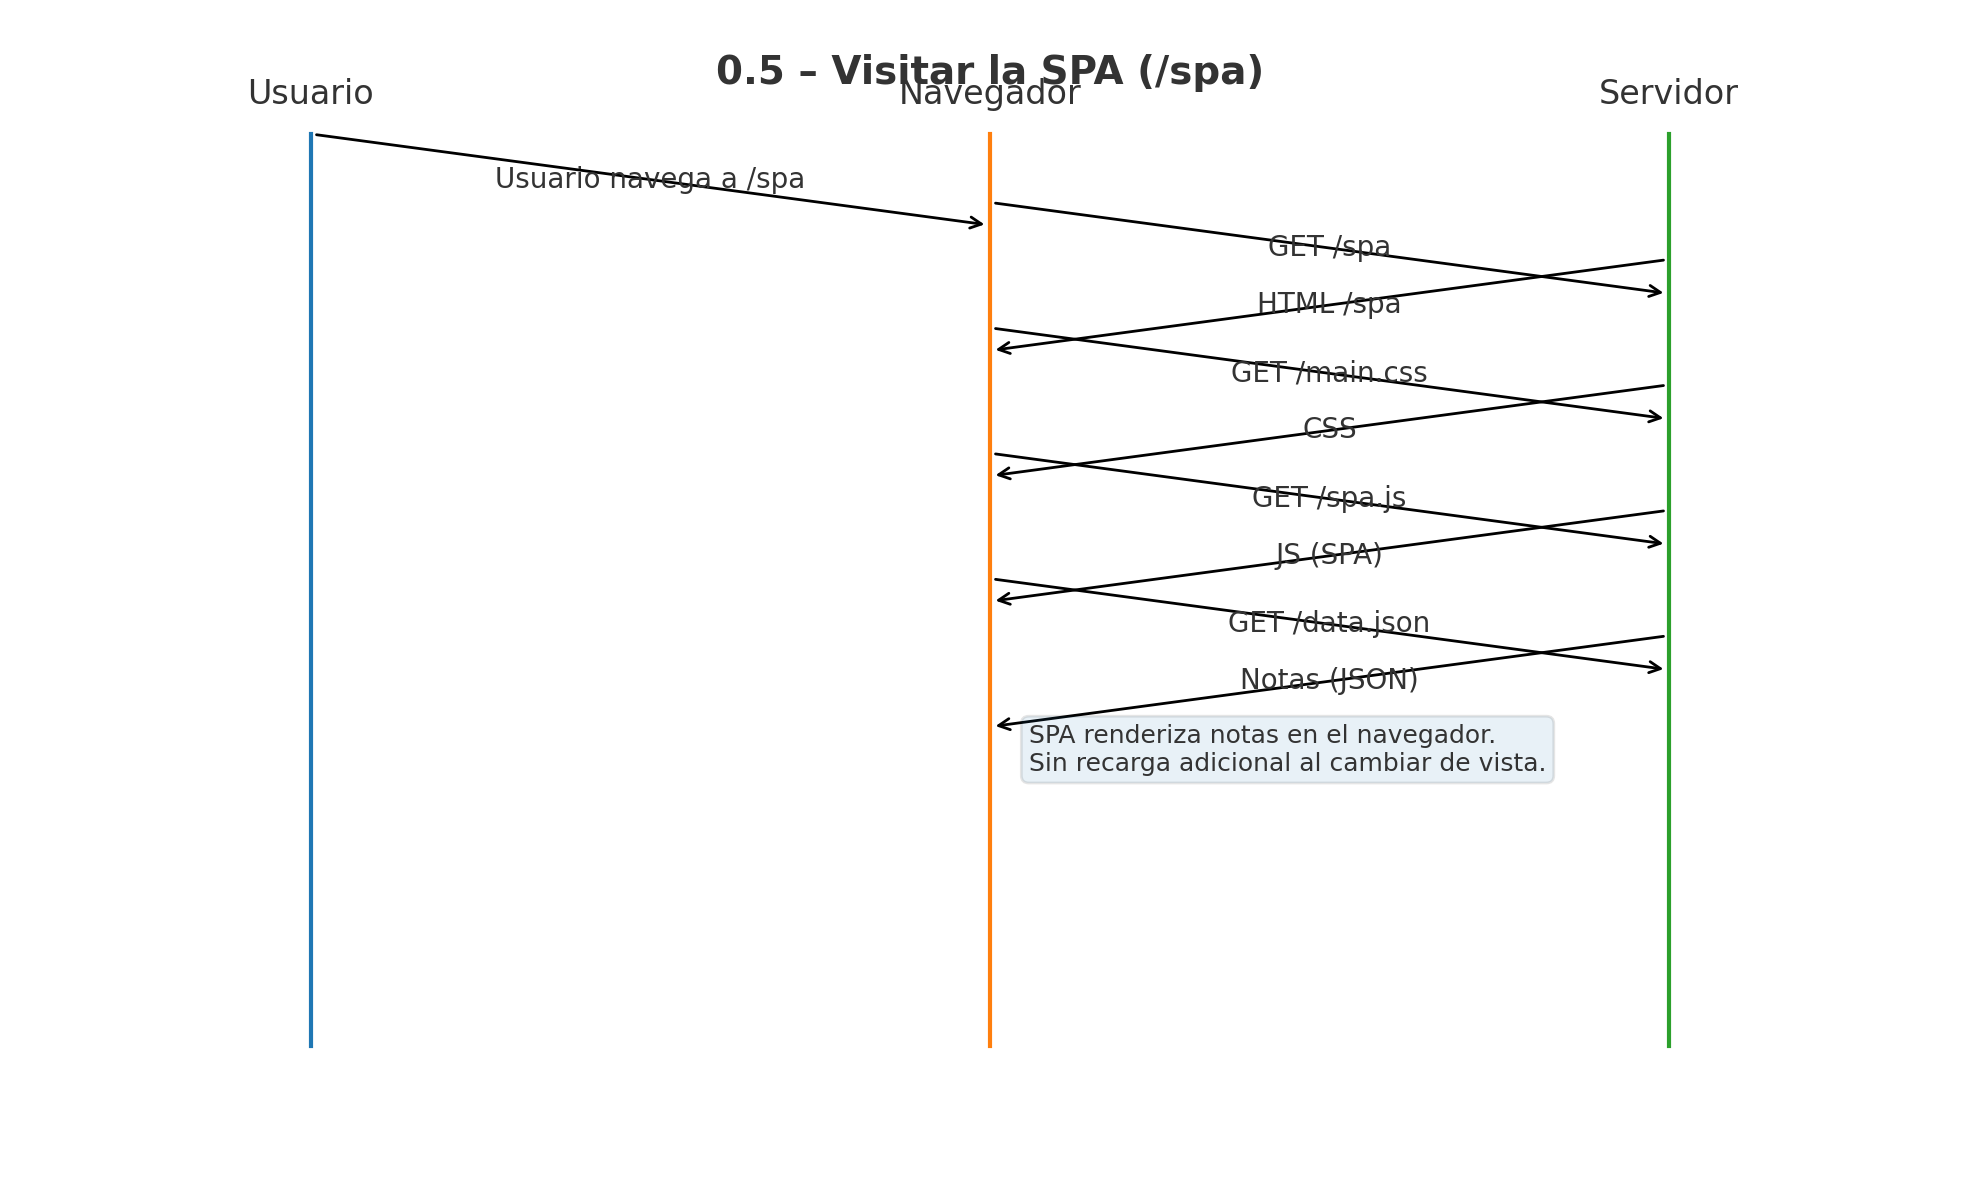 0.5 – Visitar la SPA (/spa)
Usuario
Navegador
Servidor
Usuario navega a /spa
GET /spa
HTML /spa
GET /main.css
CSS
GET /spa.js
JS (SPA)
GET /data.json
Notas (JSON)
SPA renderiza notas en el navegador.
Sin recarga adicional al cambiar de vista.